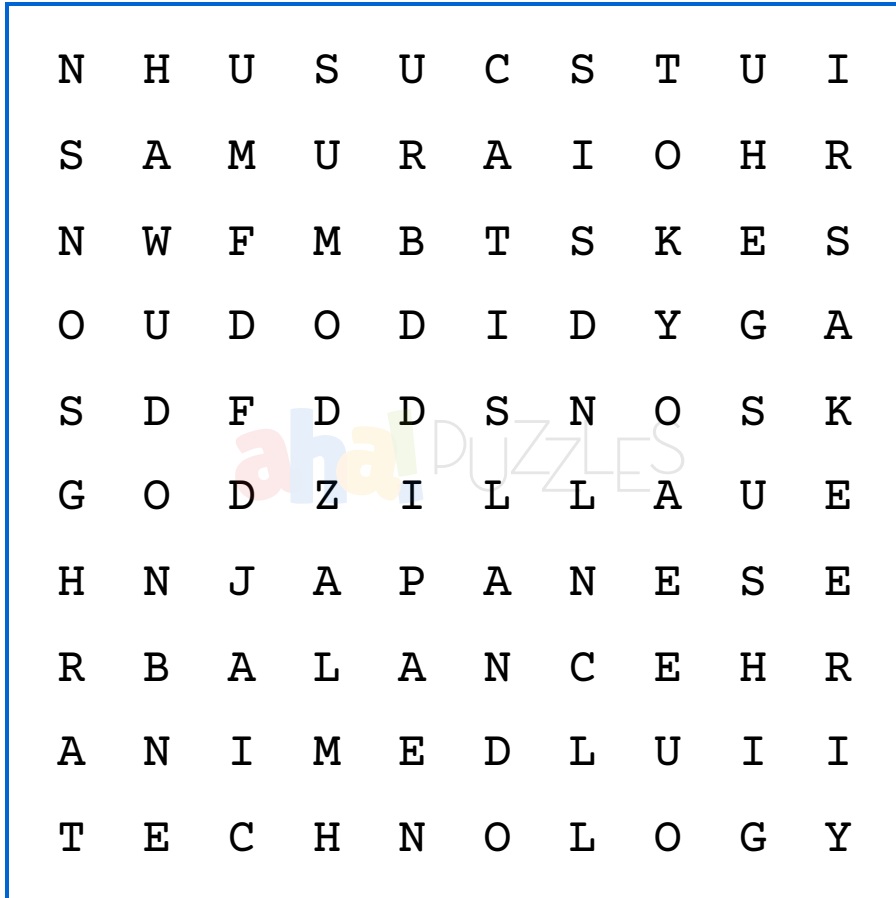 N H U S U C S T U I
S A M U R A I O H R
N W F M B T S K E S
O U D O D I D Y G A
S D F D D S N O S K
aha! PUZZLES
G O D Z I L L A U E
H N J A P A N E S E
R B A L A N C E H R
A N I M E D L U I I
T E C H N O L O G Y